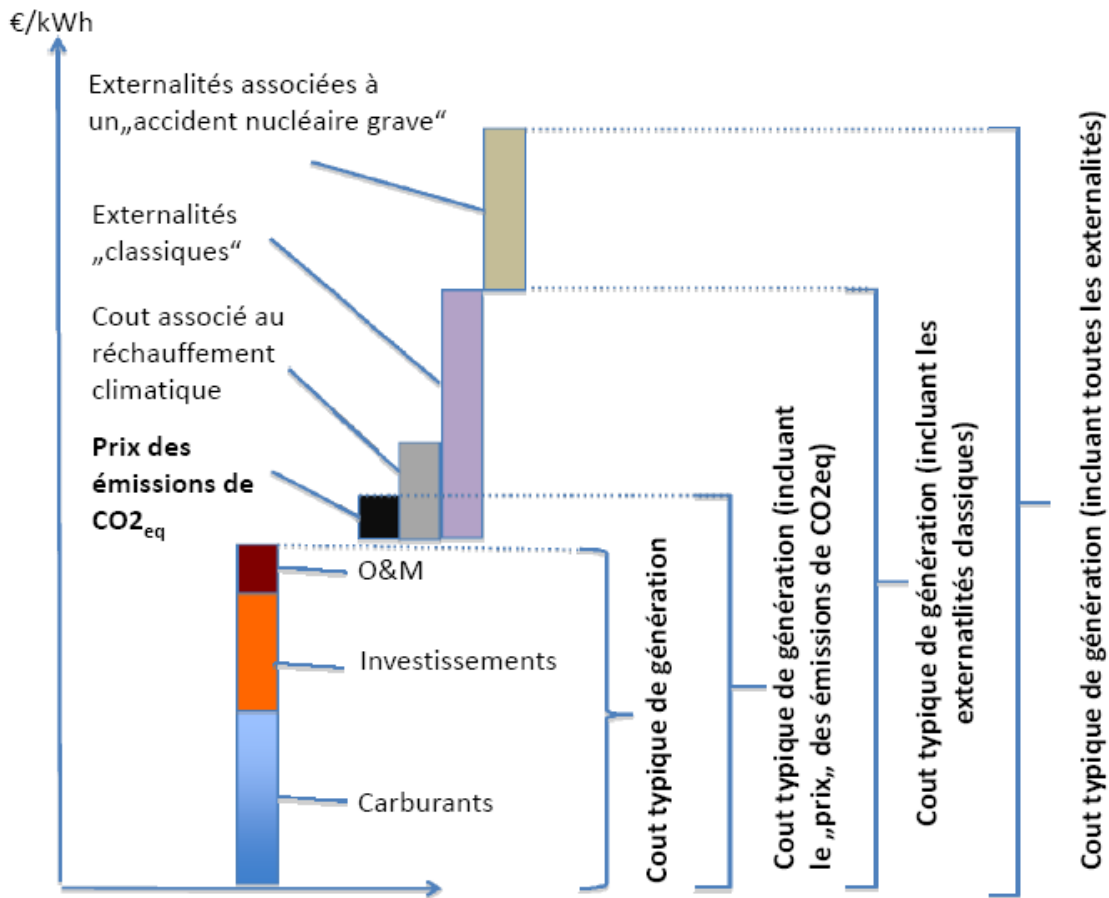 €/kWh
Externalités associées à
un„accident nucléaire grave“
Externalités
„classiques“
Cout associé au
réchauffement
climatique
Prix des
émissions de
CO2eq
O&M
Investissements
Carburants
Cout typique de génération
Cout typique de génération (incluant
le „prix„ des émissions de CO2eq)
Cout typique de génération (incluant les
externatlités classiques)
Cout typique de génération (incluant toutes les externalités)